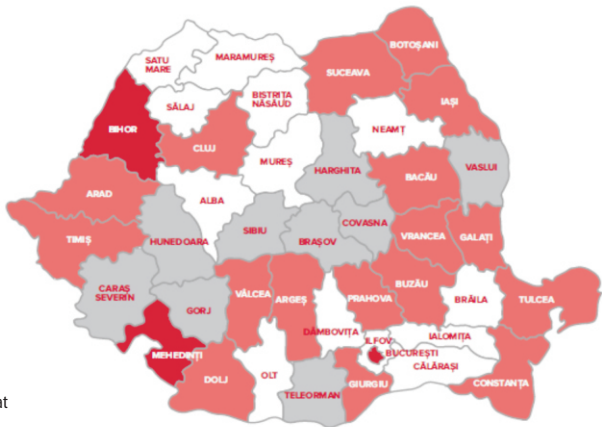 BOTOȘANI
SATU
MARE
MARAMUREȘ
SUCEAVA
BISTRIȚA
NĂSĂUD
SĂLAJ
IAȘI
BIHOR
NEAMȚ
CLUJ
MUREȘ
HARGHITA
BACĂU
VASLUI
ARAD
ALBA
COVASNA
TIMIȘ
HUNEDOARA
SIBIU
BRAȘOV
VRANCEA
GALAȚI
CARAȘ
SEVERIN
GORJ
VÂLCEA
ARGEȘ
PRAHOVA
BUZĂU
BRĂILA
TULCEA
DÂMBOVIȚA
ILFOV
IALOMIȚA
MEHEDINȚI
BUCUREȘTI
CĂLĂRAȘI
DOLJ
OLT
GIURGIU
CONSTANȚA
TELEORMAN
at